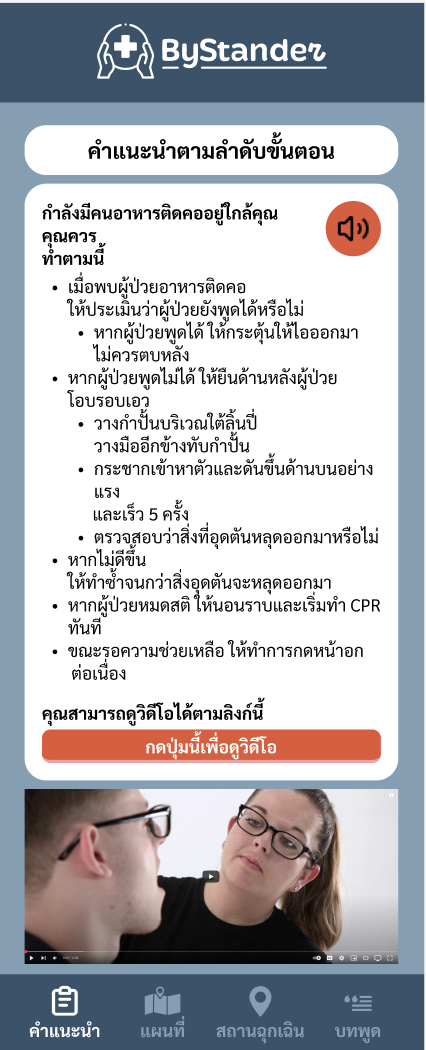 ByStander
คำแนะนำตามลำดับขั้นตอน
กำลังมีคนอาหารติดคออยู่ใกล้คุณ
คุณควร
ทำตามนี้
• เมื่อพบผู้ป่วยอาหารติดคอ
ให้ประเมินว่าผู้ป่วยยังพูดได้หรือไม่
• หากผู้ป่วยพูดได้ ให้กระตุ้นให้ไอออกมา
ไม่ควรตบหลัง
• หากผู้ป่วยพูดไม่ได้ ให้ยืนด้านหลังผู้ป่วย
โอบรอบเอว
• วางกำปั้นบริเวณใต้ลิ้นปี่
วางมืออีกข้างทับกำปั้น
• กระชากเข้าหาตัวและดันขึ้นด้านบนอย่าง
แรง
และเร็ว 5 ครั้ง
• ตรวจสอบว่าสิ่งที่อุดตันหลุดออกมาหรือไม่
• หากไม่ดีขึ้น
ให้ทำซ้ำจนกว่าสิ่งอุดตันจะหลุดออกมา
• หากผู้ป่วยหมดสติ ให้นอนราบและเริ่มทำ CPR
ทันที
• ขณะรอความช่วยเหลือ ให้ทำการกดหน้าอก
ต่อเนื่อง
คุณสามารถดูวิดีโอได้ตามลิงก์นี้
กดปุ่มนี้เพื่อดูวิดีโอ
คำแนะนำ
แผนที่
สถานฉุกเฉิน
บทพูด